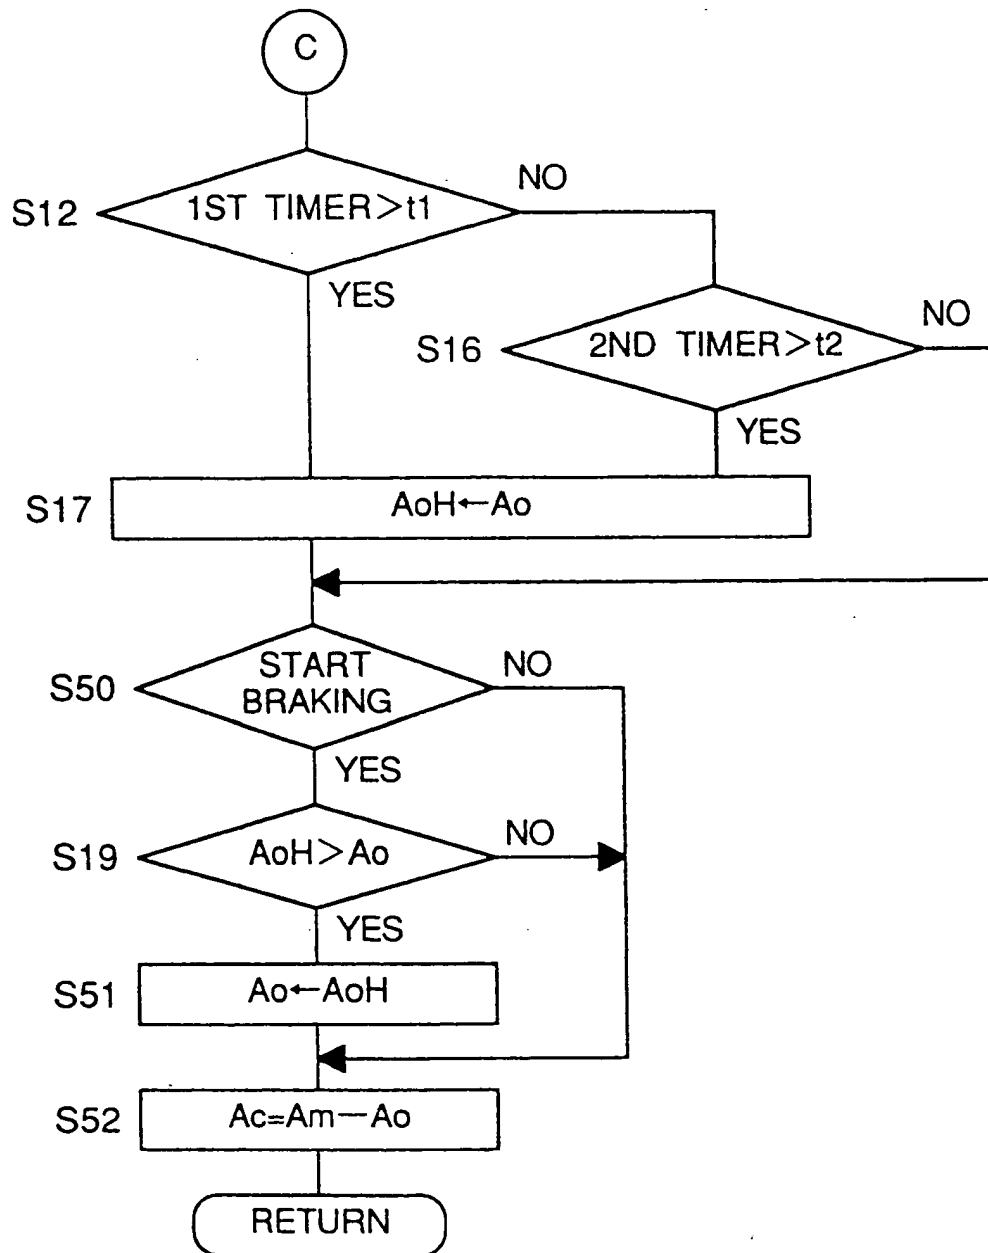 C
S12
1ST TIMER>t1
NO
YES
S16
2ND TIMER>t2
NO
YES
S17
AoH←Ao
S50
START
BRAKING
NO
YES
S19
AoH>Ao
NO
YES
S51
Ao←AoH
S52
Ac=Am—Ao
RETURN